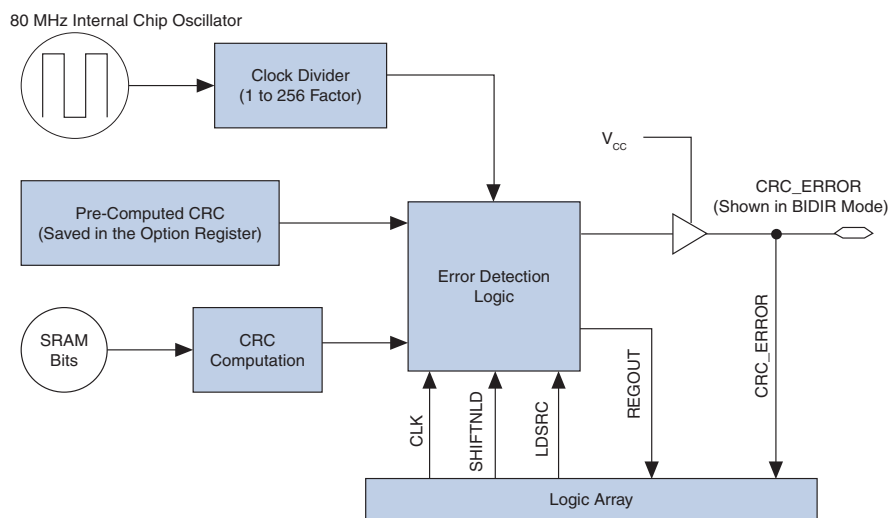 80 MHz Internal Chip Oscillator
Clock Divider
(1 to 256 Factor)
VCC
CRC_ERROR
(Shown in BIDIR Mode)
Pre-Computed CRC
(Saved in the Option Register)
Error Detection
Logic
SRAM
Bits
CRC
Computation
CLK
SHIFTNLD
LDSRC
REGOUT
CRC_ERROR
Logic Array